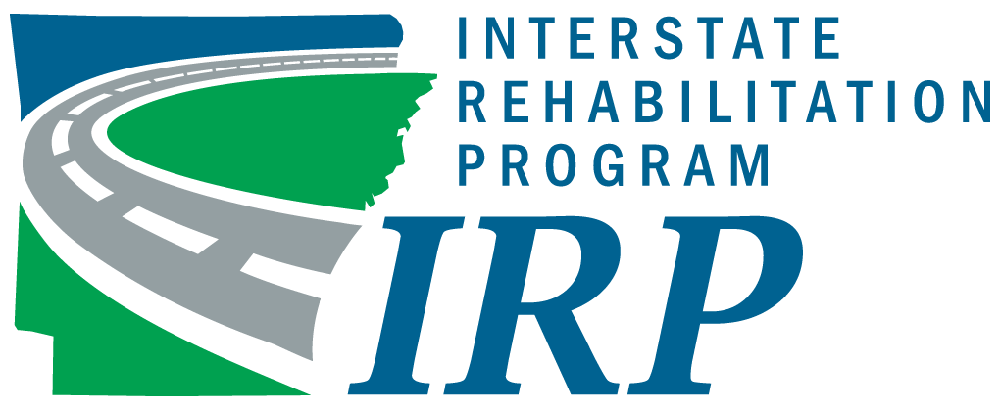 INTERSTATE
REHABILITATION
PROGRAM
IRP